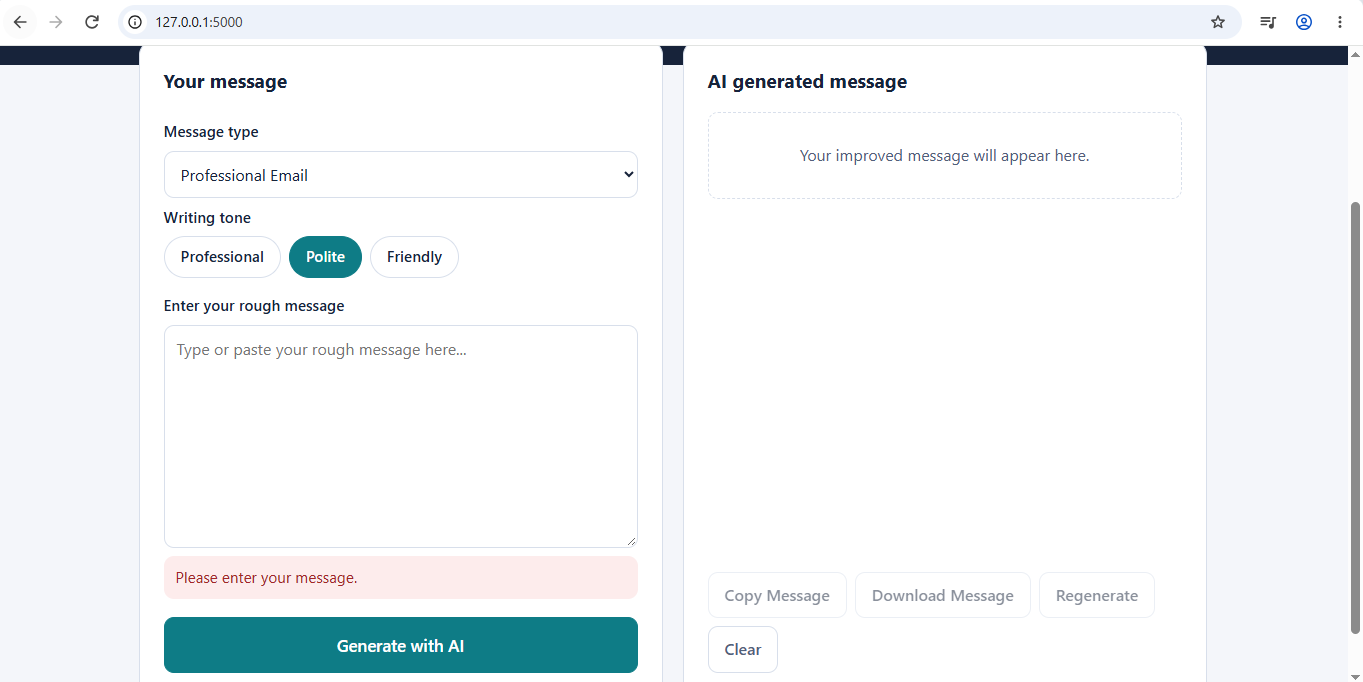 127.0.0.1:5000
Your message
Message type
Professional Email
Writing tone
Professional Polite Friendly
Enter your rough message
Type or paste your rough message here...
Please enter your message.
Generate with AI
AI generated message
Your improved message will appear here.
Copy Message Download Message Regenerate
Clear